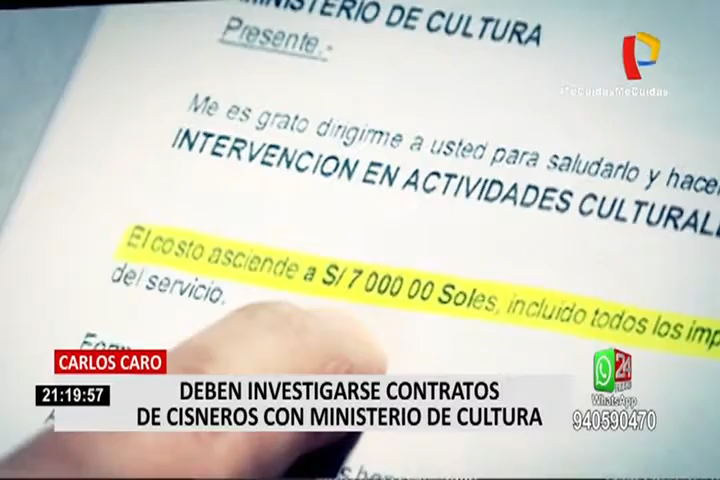 MINISTERIO DE CULTURA
Presente.-
#TeCuidasMeCuidas
Me es grato dirigirme a usted para saludarlo y hacer
INTERVENCION EN ACTIVIDADES CULTURAL
El costo asciende a S/ 7 000 00 Soles, incluido todos los imp
del servicio.
CARLOS CARO
21:19:57
DEBEN INVESTIGARSE CONTRATOS
DE CISNEROS CON MINISTERIO DE CULTURA
24
WhatsApp
940590470